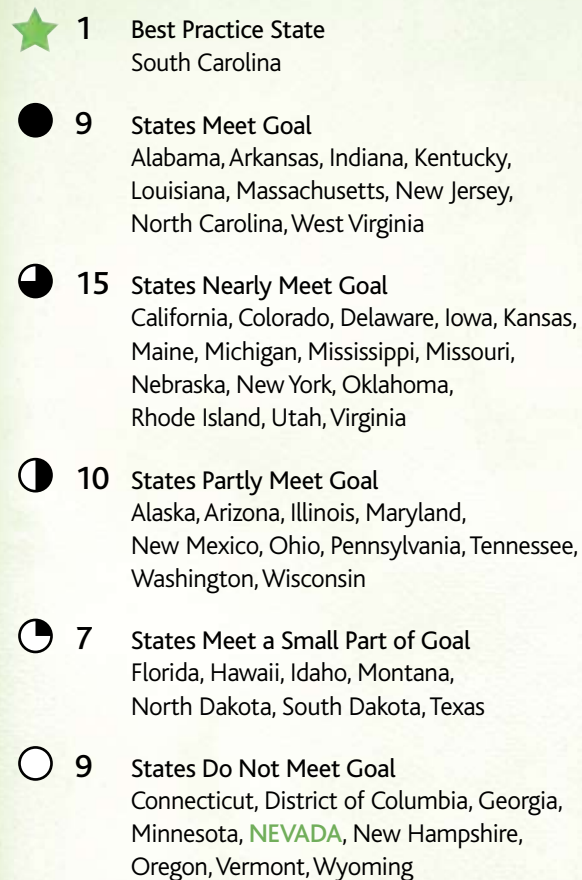 1 Best Practice State
South Carolina
9 States Meet Goal
Alabama, Arkansas, Indiana, Kentucky,
Louisiana, Massachusetts, New Jersey,
North Carolina, West Virginia
15 States Nearly Meet Goal
California, Colorado, Delaware, Iowa, Kansas,
Maine, Michigan, Mississippi, Missouri,
Nebraska, New York, Oklahoma,
Rhode Island, Utah, Virginia
10 States Partly Meet Goal
Alaska, Arizona, Illinois, Maryland,
New Mexico, Ohio, Pennsylvania, Tennessee,
Washington, Wisconsin
7 States Meet a Small Part of Goal
Florida, Hawaii, Idaho, Montana,
North Dakota, South Dakota, Texas
9 States Do Not Meet Goal
Connecticut, District of Columbia, Georgia,
Minnesota, NEVADA, New Hampshire,
Oregon, Vermont, Wyoming